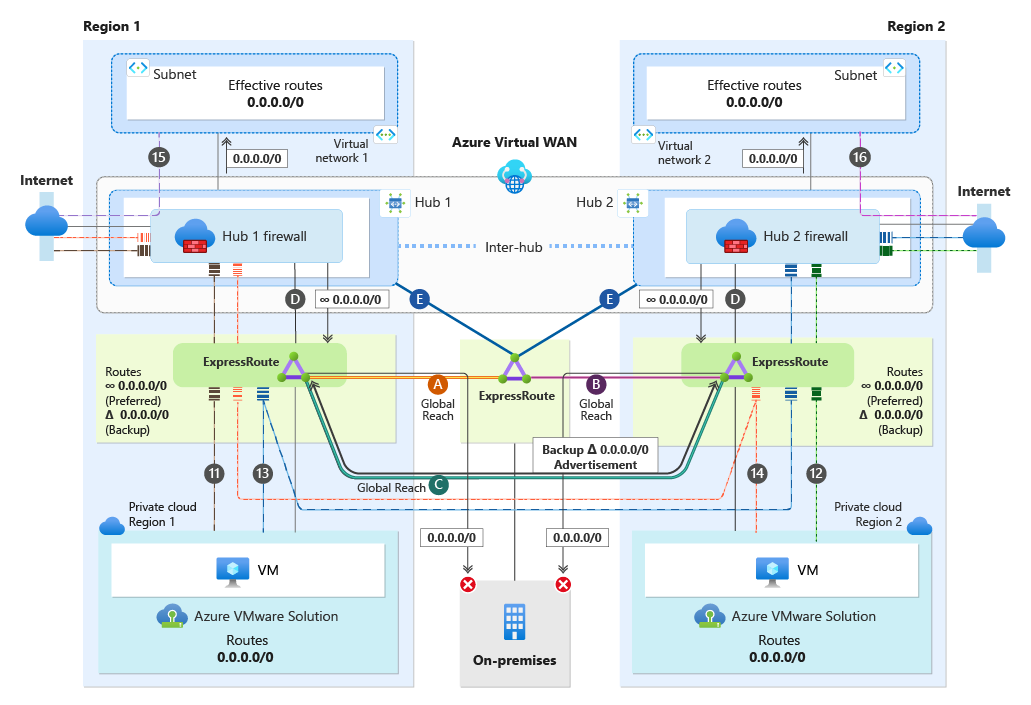 Region 1
Region 2
Subnet
Effective routes
0.0.0.0/0
Subnet
Effective routes
0.0.0.0/0
Virtual
network 1
Azure Virtual WAN
Virtual
network 2
15
0.0.0.0/0
0.0.0.0/0
16
Internet
Internet
Hub 1
Hub 2
Hub 1 firewall
Inter-hub
Hub 2 firewall
D
∞ 0.0.0.0/0
E
E
∞ 0.0.0.0/0
D
ExpressRoute
ExpressRoute
ExpressRoute
Routes
∞ 0.0.0.0/0
(Preferred)
Δ 0.0.0.0/0
(Backup)
A
Global
Reach
B
Global
Reach
Routes
∞ 0.0.0.0/0
(Preferred)
Δ 0.0.0.0/0
(Backup)
Backup Δ 0.0.0.0/0
Advertisement
11
13
Global Reach
C
14
12
Private cloud
Region 1
Private cloud
Region 2
0.0.0.0/0
0.0.0.0/0
VM
VM
Azure VMware Solution
Routes
0.0.0.0/0
On-premises
Azure VMware Solution
Routes
0.0.0.0/0